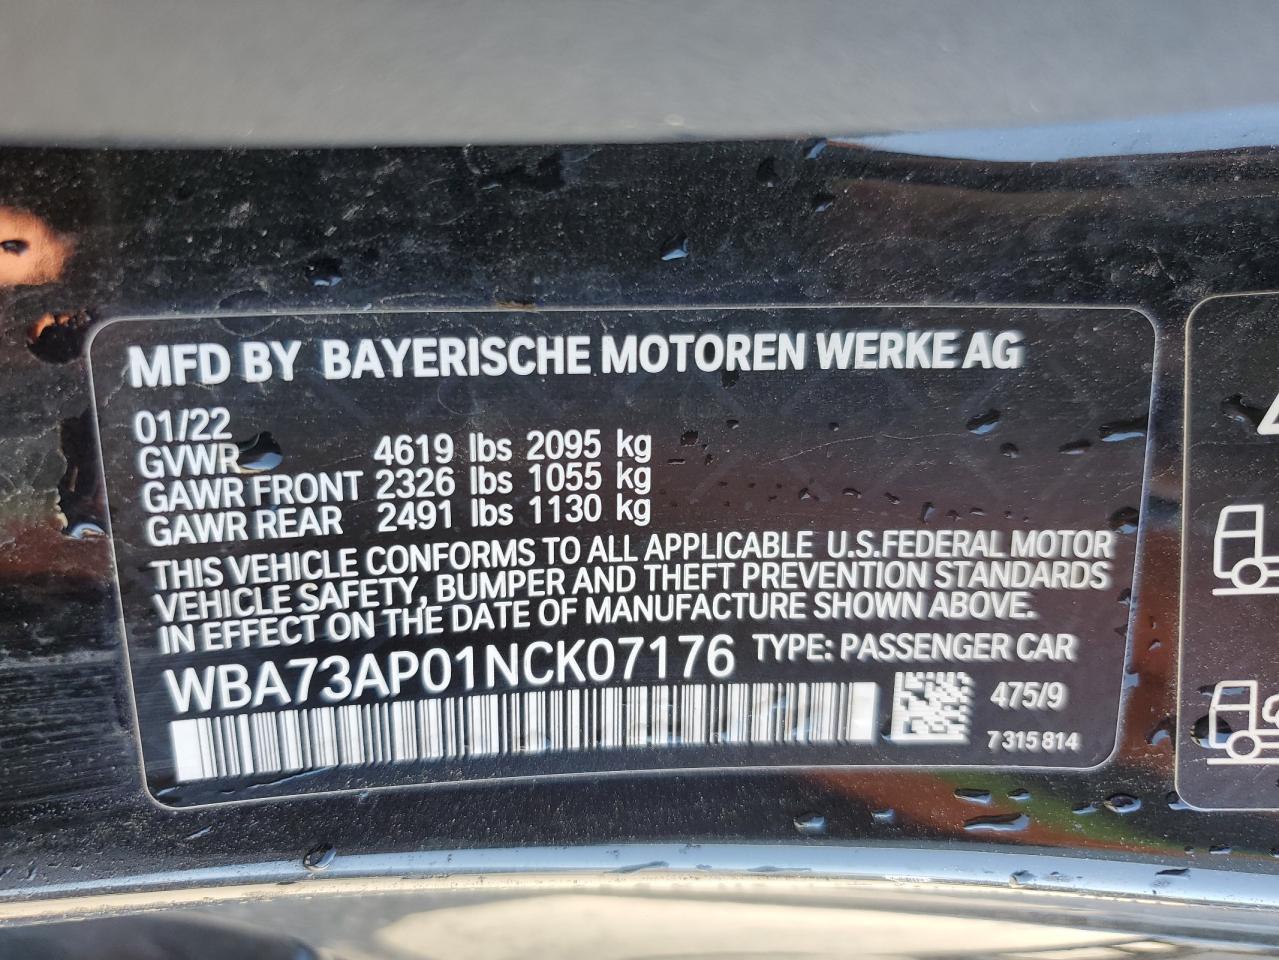 MFD BY BAYERISCHE MOTOREN WERKE AG
01/22
GVWR 4619 lbs 2095 kg
GAWR FRONT 2326 lbs 1055 kg
GAWR REAR 2491 lbs 1130 kg
THIS VEHICLE CONFORMS TO ALL APPLICABLE U.S.FEDERAL MOTOR
VEHICLE SAFETY, BUMPER AND THEFT PREVENTION STANDARDS
IN EFFECT ON THE DATE OF MANUFACTURE SHOWN ABOVE.
WBA73AP01NCK07176 TYPE: PASSENGER CAR
475/9
7 315 814